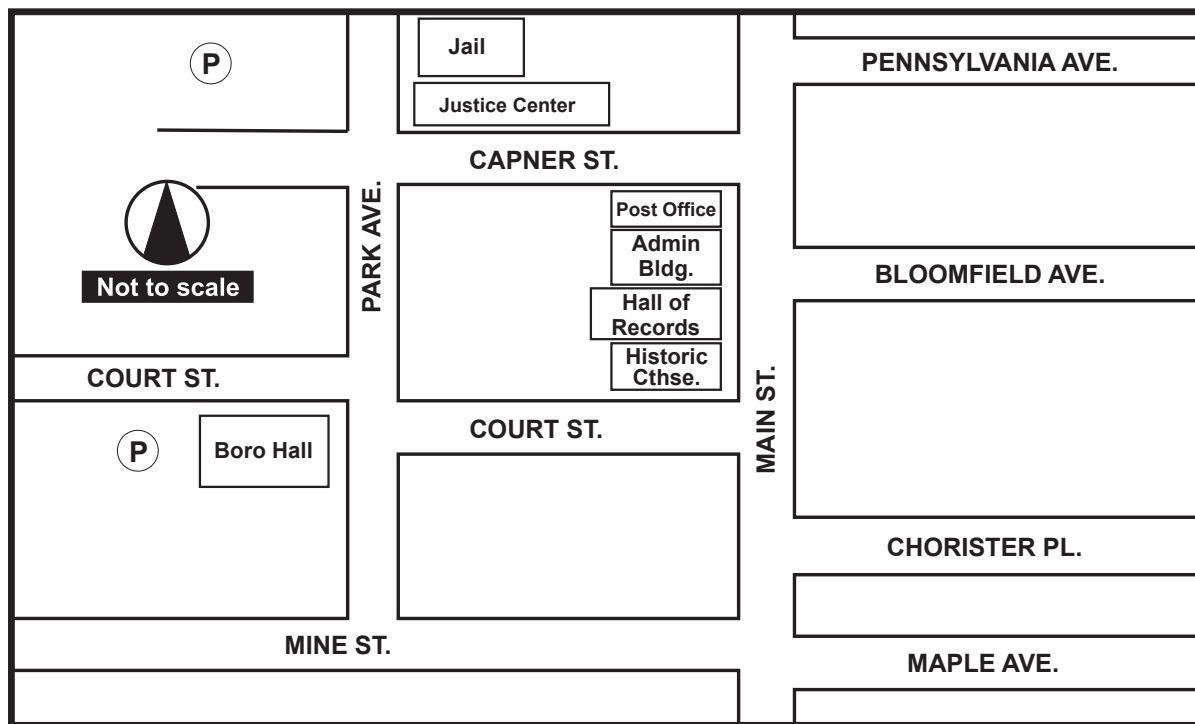 Jail
P
PENNSYLVANIA AVE.
Justice Center
CAPNER ST.
Post Office
Admin
Bldg.
PARK AVE.
BLOOMFIELD AVE.
Not to scale
Hall of
Records
Historic
Cthse.
COURT ST.
MAIN ST.
COURT ST.
P
Boro Hall
CHORISTER PL.
MINE ST.
MAPLE AVE.